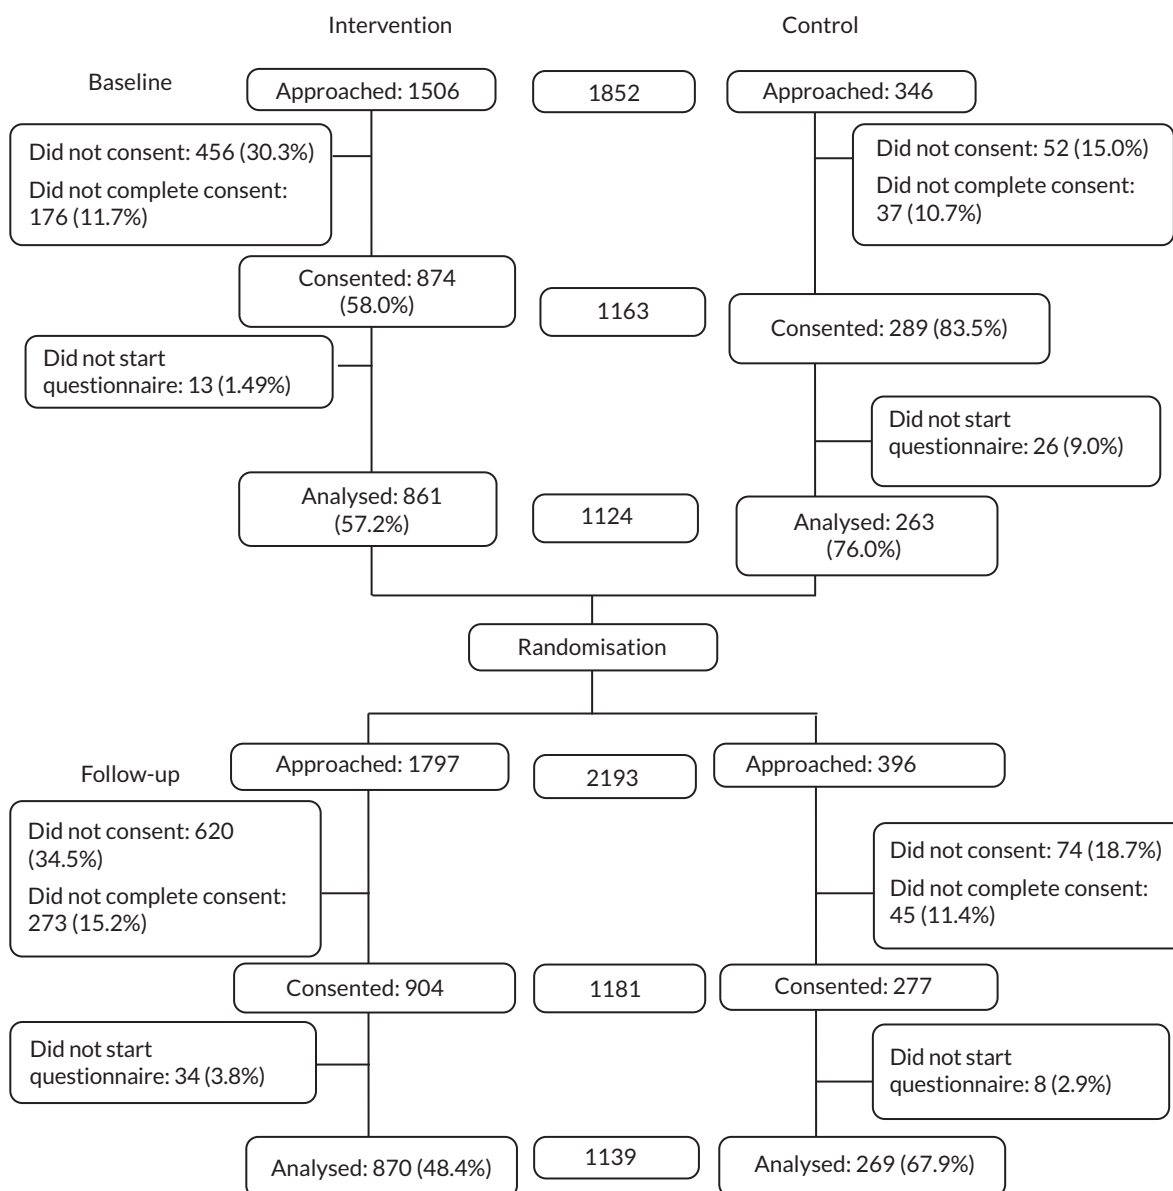 Intervention
Control
Baseline
Approached: 1506
1852
Approached: 346
Did not consent: 456 (30.3%)
Did not complete consent:
176 (11.7%)
Did not consent: 52 (15.0%)
Did not complete consent:
37 (10.7%)
Consented: 874
(58.0%)
1163
Consented: 289 (83.5%)
Did not start
questionnaire: 13 (1.49%)
Did not start
questionnaire: 26 (9.0%)
Analysed: 861
(57.2%)
1124
Analysed: 263
(76.0%)
Randomisation
Follow-up
Approached: 1797
2193
Approached: 396
Did not consent: 620
(34.5%)
Did not complete consent:
273 (15.2%)
Did not consent: 74 (18.7%)
Did not complete consent:
45 (11.4%)
Consented: 904
1181
Consented: 277
Did not start
questionnaire: 34 (3.8%)
Did not start
questionnaire: 8 (2.9%)
Analysed: 870 (48.4%)
1139
Analysed: 269 (67.9%)